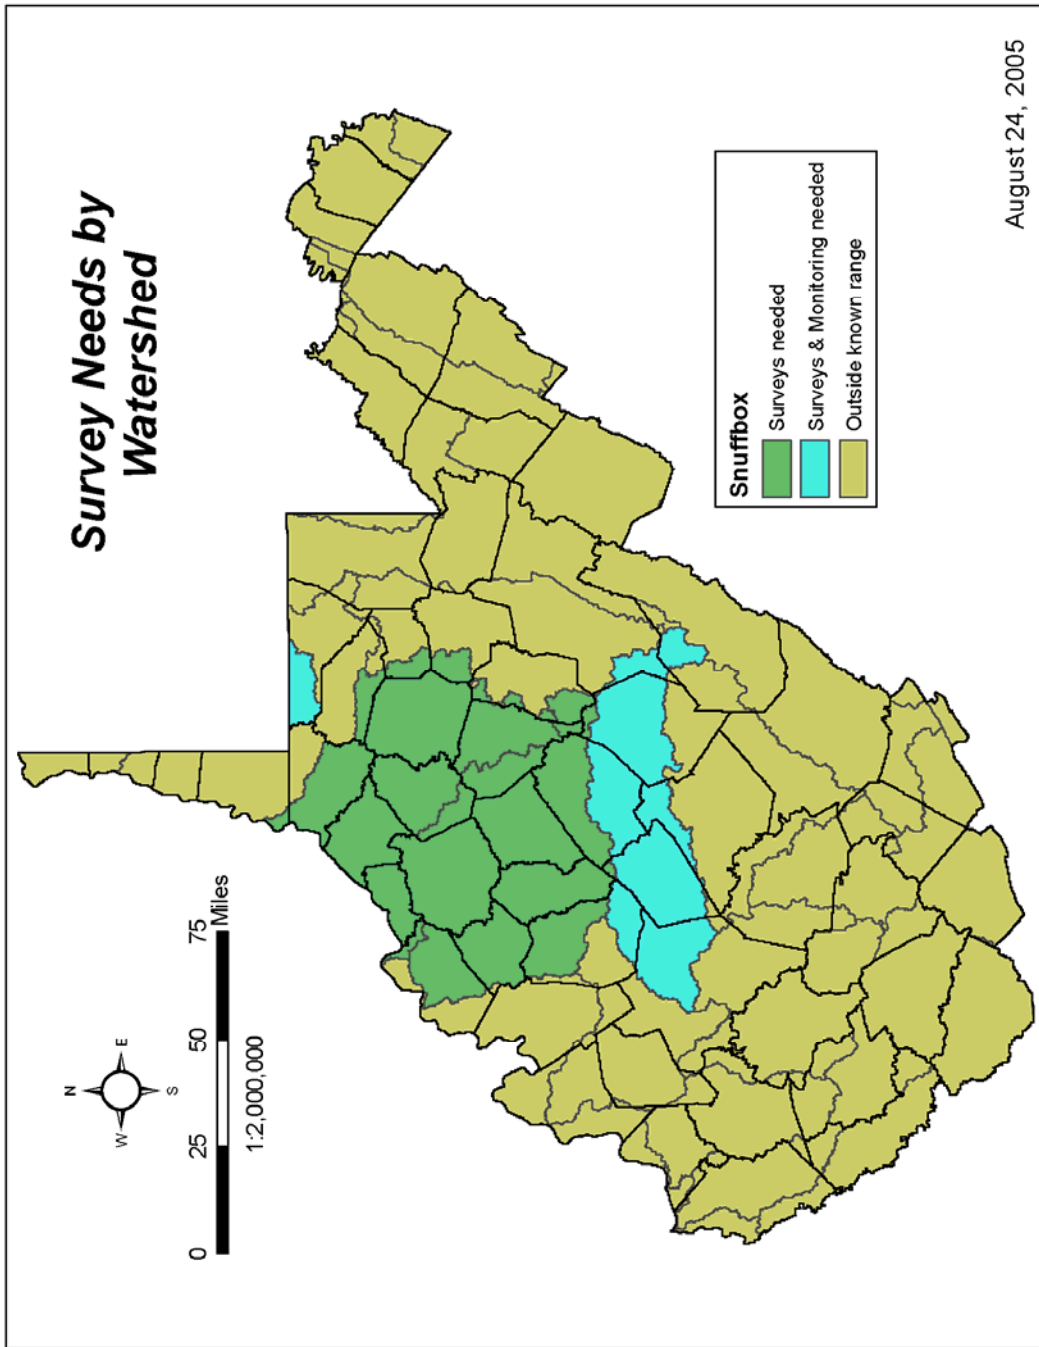 Survey Needs by
Watershed
N
W
E
S
0
25
50
75
Miles
1:2,000,000
Snuffbox
Surveys needed
Surveys & Monitoring needed
Outside known range
August 24, 2005